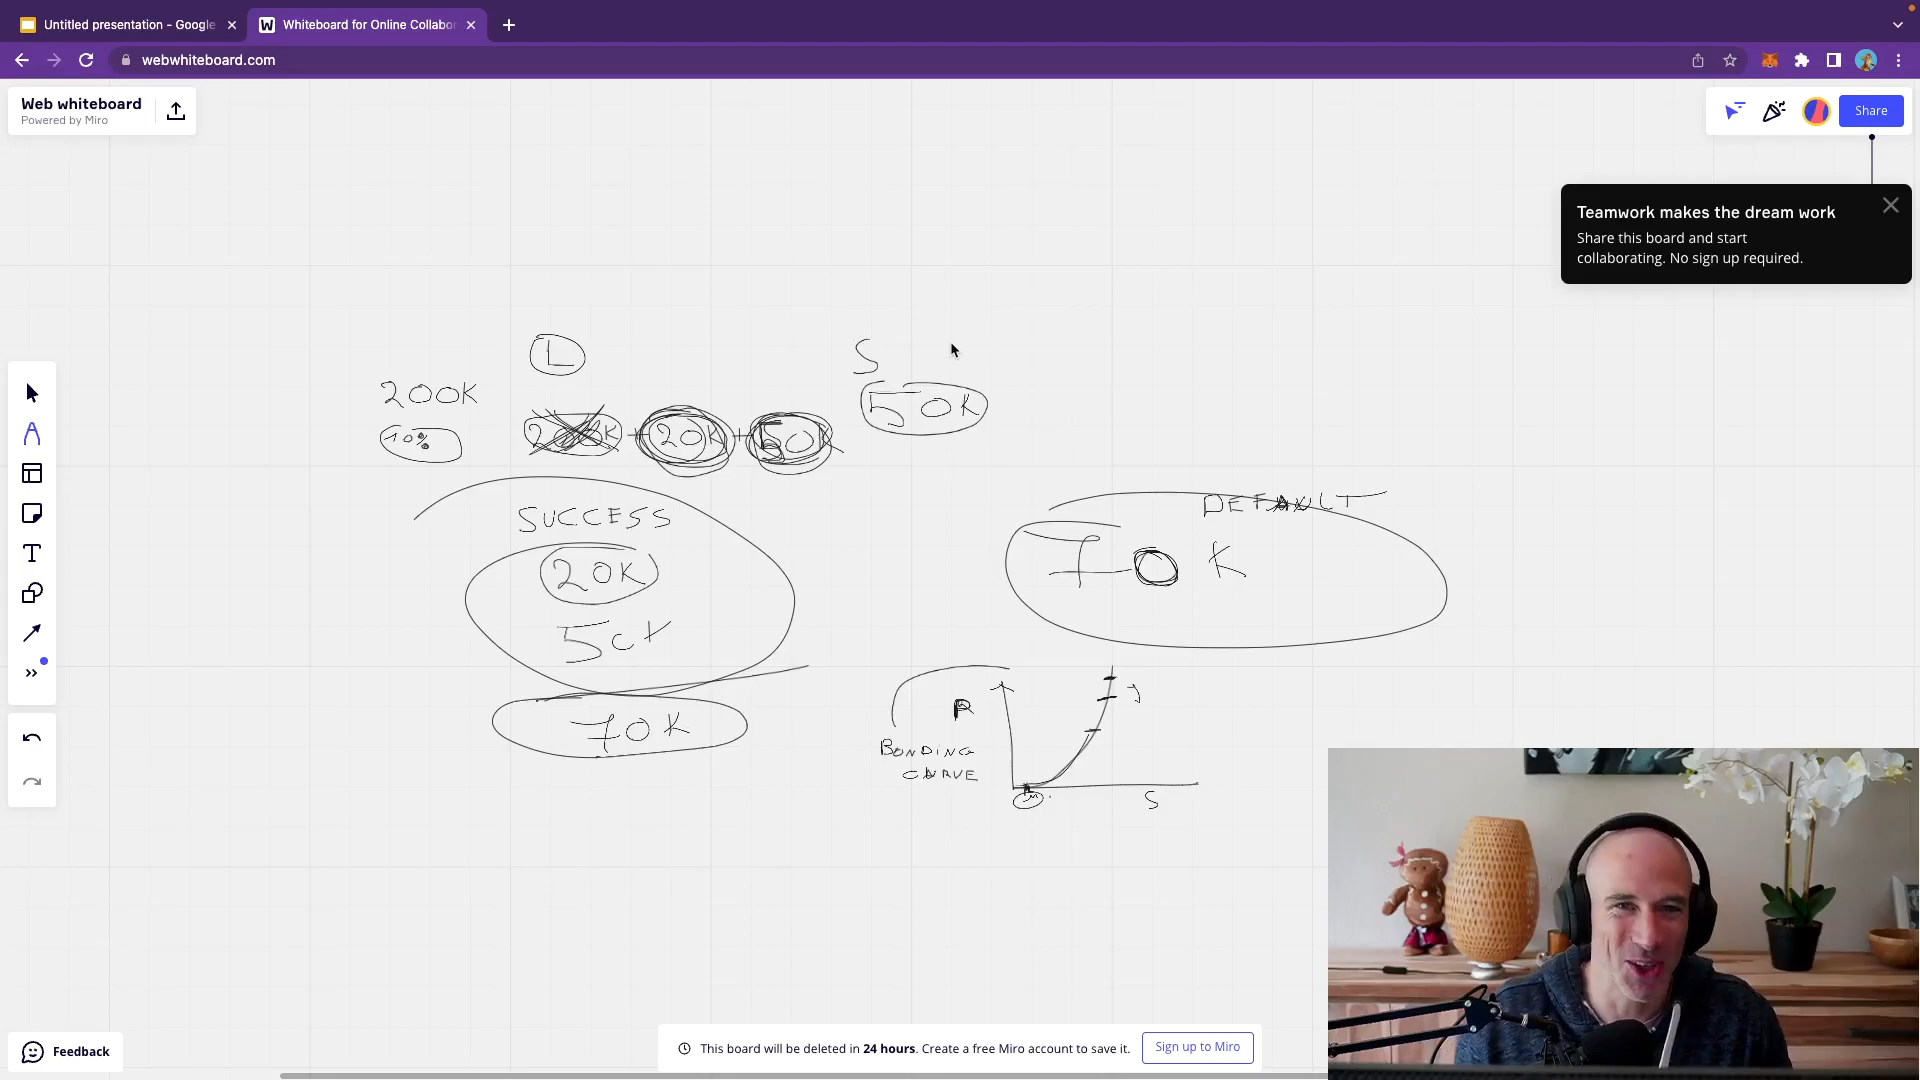 Untitled presentation - Google
Whiteboard for Online Collabor
webwhiteboard.com
Web whiteboard
Powered by Miro
Share
Teamwork makes the dream work
Share this board and start
collaborating. No sign up required.
L
S
200K
50K
10%
200K + 20K + 50K
SUCCESS
DEFAULT
20K
70 K
50K
70K
P
BONDING
CURVE
S
Feedback
This board will be deleted in 24 hours. Create a free Miro account to save it.
Sign up to Miro